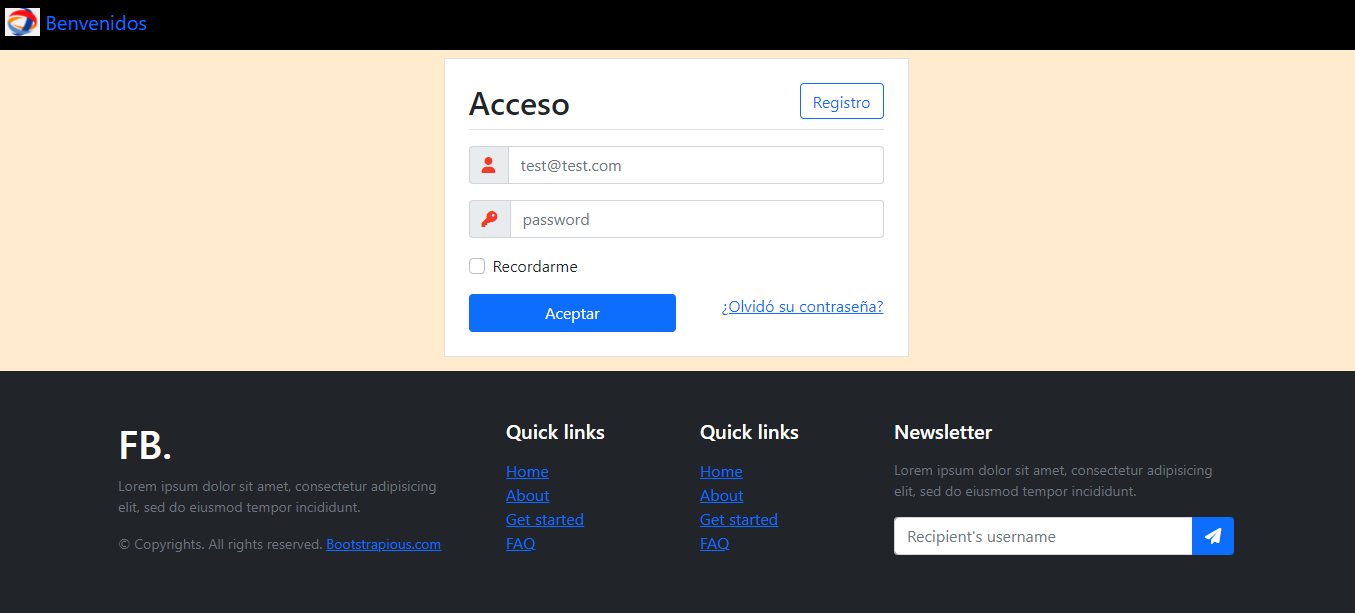 Benvenidos
Acceso
Registro
test@test.com
password
Recordarme
Aceptar
¿Olvidó su contraseña?
FB.
Lorem ipsum dolor sit amet, consectetur adipisicing
elit, sed do eiusmod tempor incididunt.
© Copyrights. All rights reserved. Bootstrapious.com
Quick links
Home
About
Get started
FAQ
Quick links
Home
About
Get started
FAQ
Newsletter
Lorem ipsum dolor sit amet, consectetur adipisicing
elit, sed do eiusmod tempor incididunt.
Recipient's username